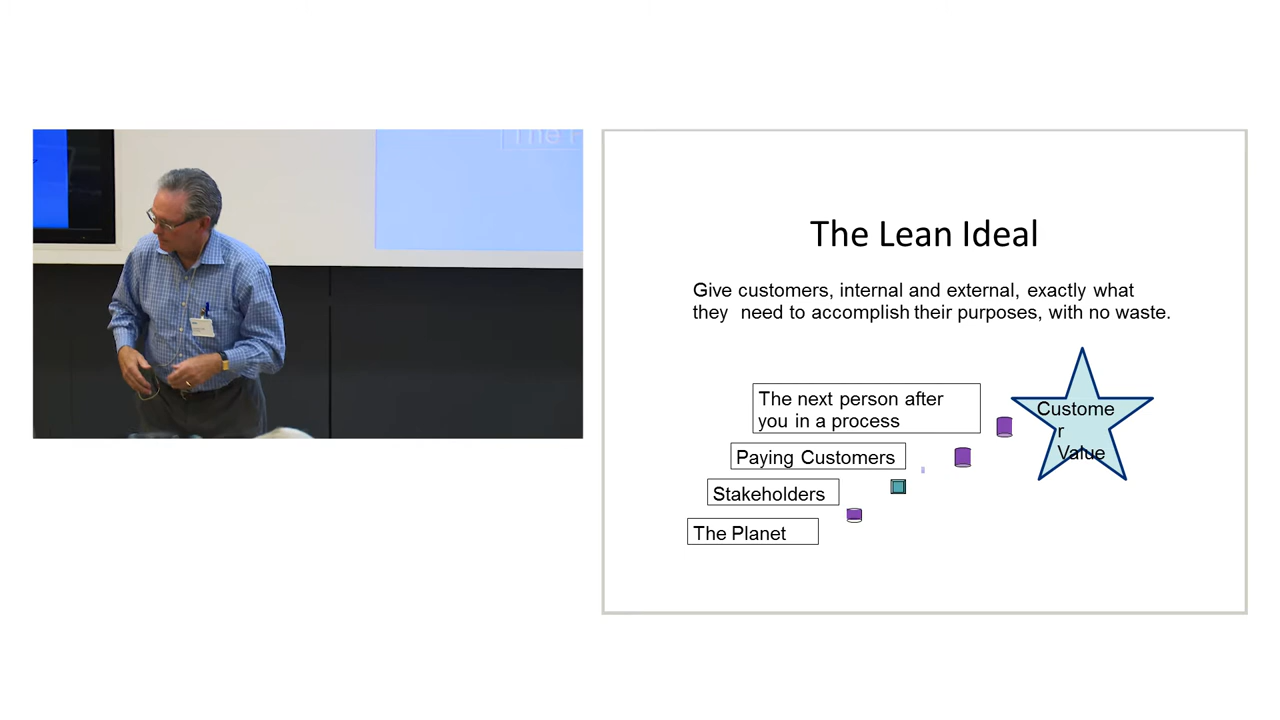 The
The Lean Ideal
Give customers, internal and external, exactly what
they need to accomplish their purposes, with no waste.
The next person after
you in a process
Paying Customers
Stakeholders
The Planet
Custome
r
Value